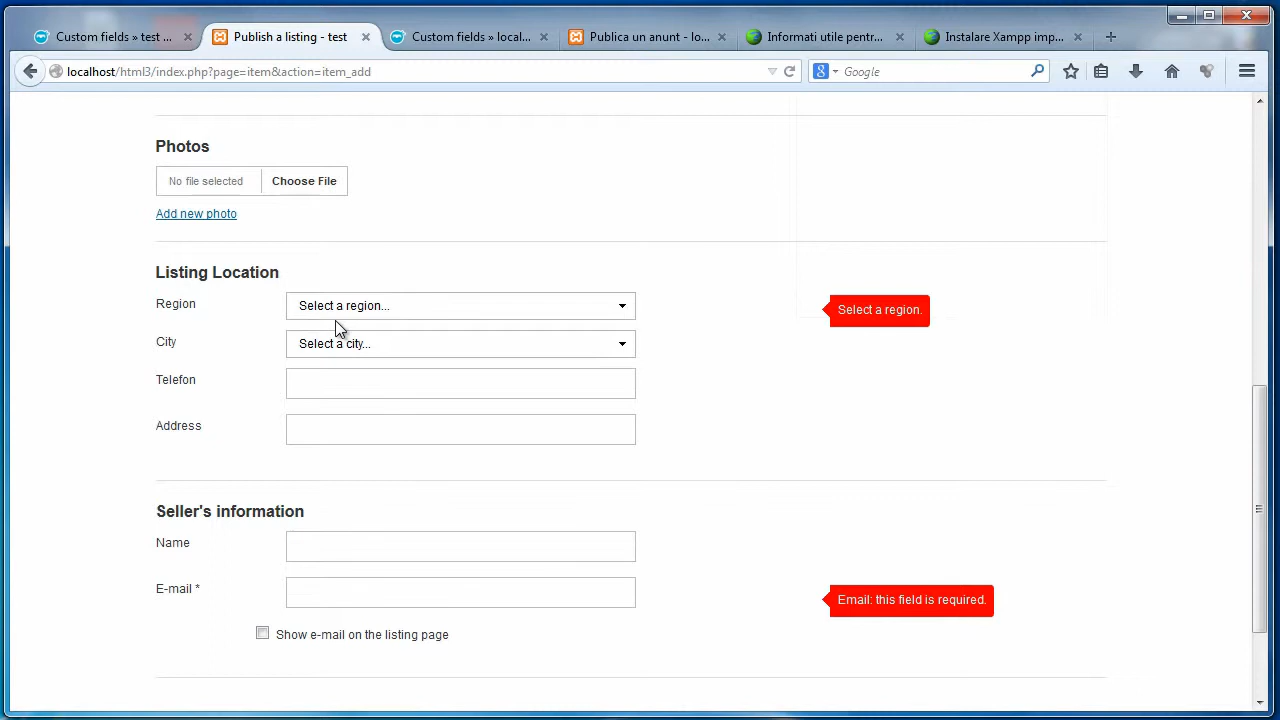 Custom fields » test ...
Publish a listing - test
Custom fields » local...
Publica un anunt - lo...
Informati utile pentr...
Instalare Xampp imp...
localhost/html3/index.php?page=item&action=item_add
Google
Photos
No file selected
Choose File
Add new photo
Listing Location
Region
Select a region...
Select a region.
City
Select a city...
Telefon
Address
Seller's information
Name
E-mail *
Email: this field is required.
Show e-mail on the listing page